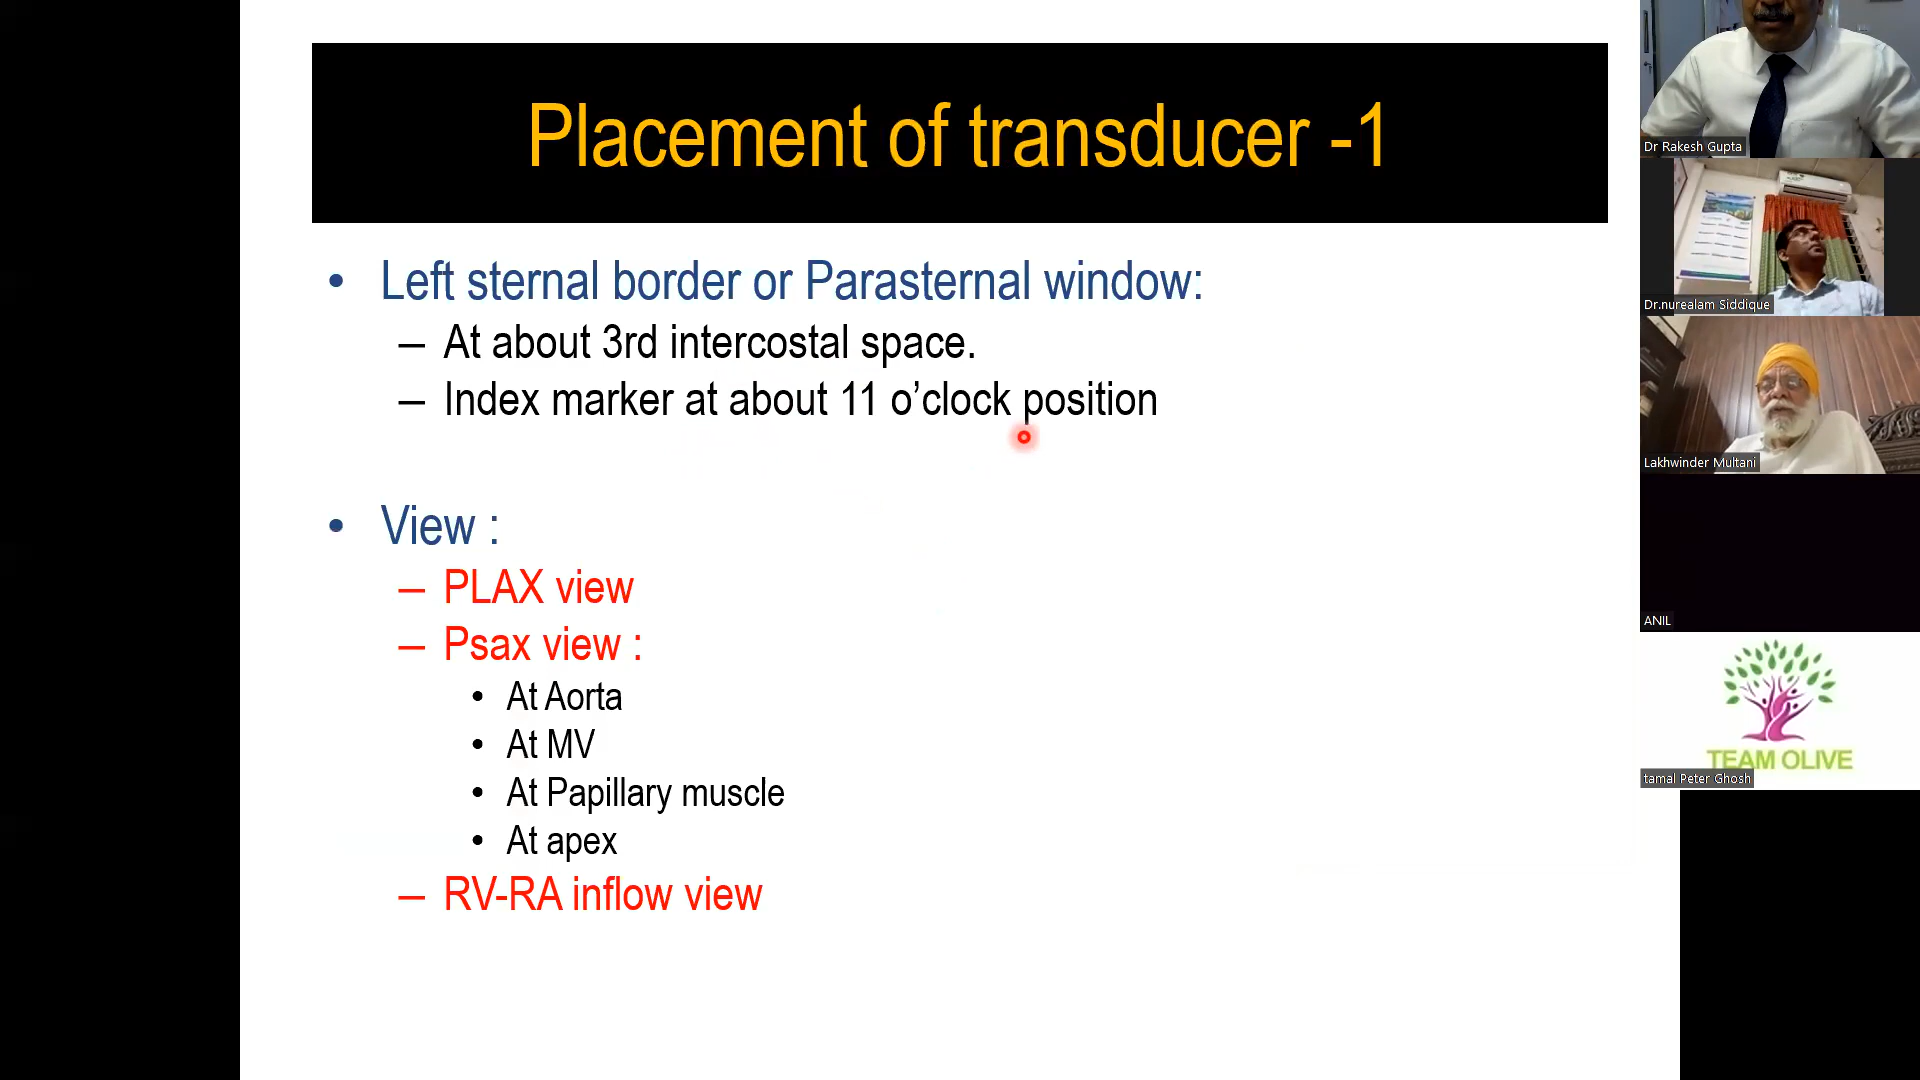 Placement of transducer -1
• Left sternal border or Parasternal window:
– At about 3rd intercostal space.
– Index marker at about 11 o’clock position
• View :
– PLAX view
– Psax view :
• At Aorta
• At MV
• At Papillary muscle
• At apex
– RV-RA inflow view
Dr Rakesh Gupta
Dr.nurealam Siddique
Lakhwinder Multani
ANIL
TEAM OLIVE
tamal Peter Ghosh